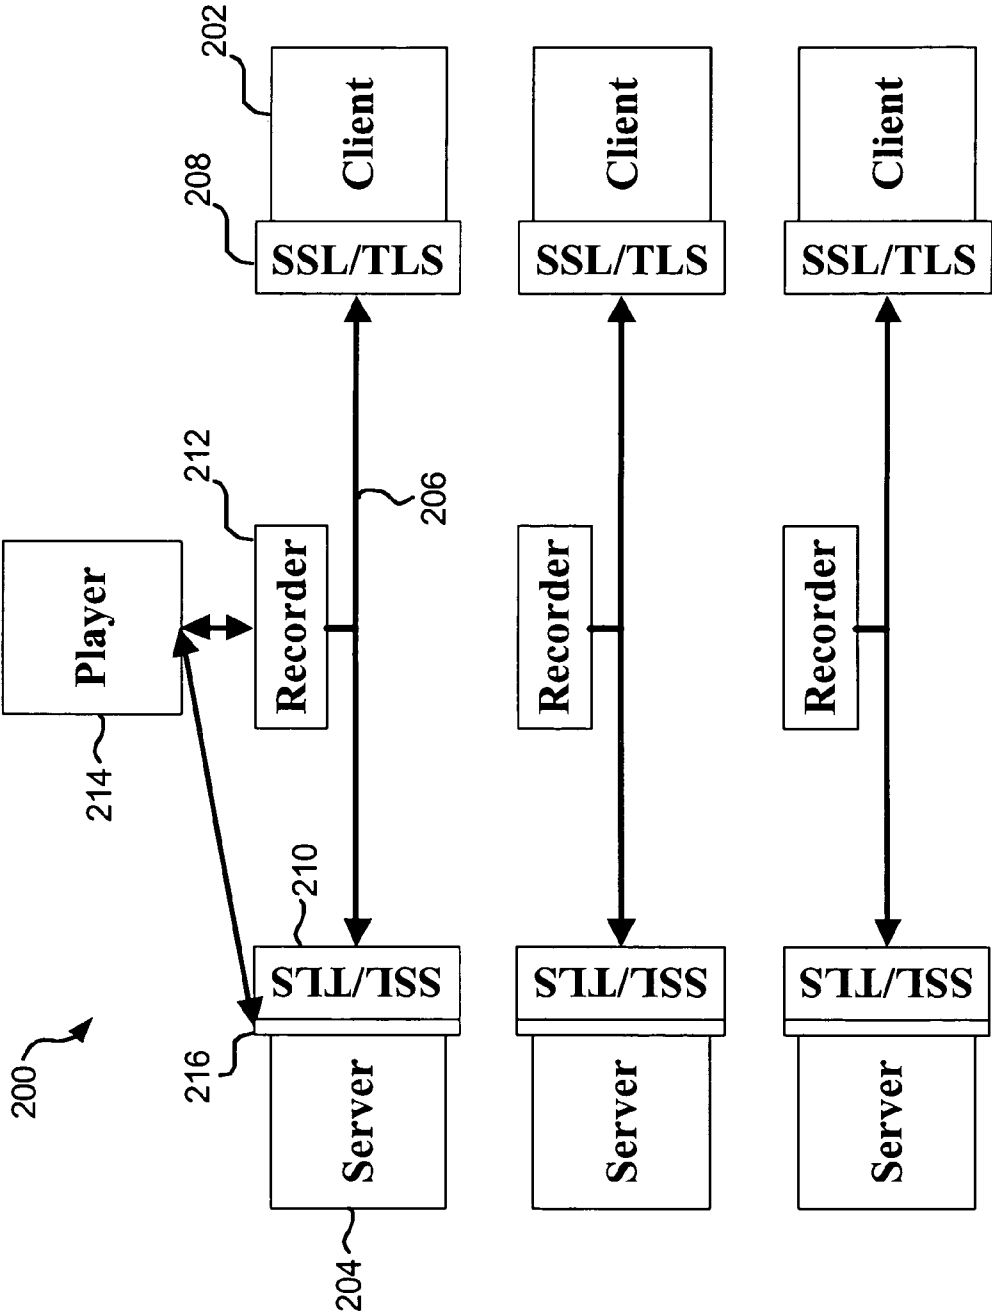 200
214
Player
204
Server
216
SSL/TLS
210
Recorder
212
206
SSL/TLS
208
Client
202
Server
SSL/TLS
Recorder
SSL/TLS
Client
Server
SSL/TLS
Recorder
SSL/TLS
Client